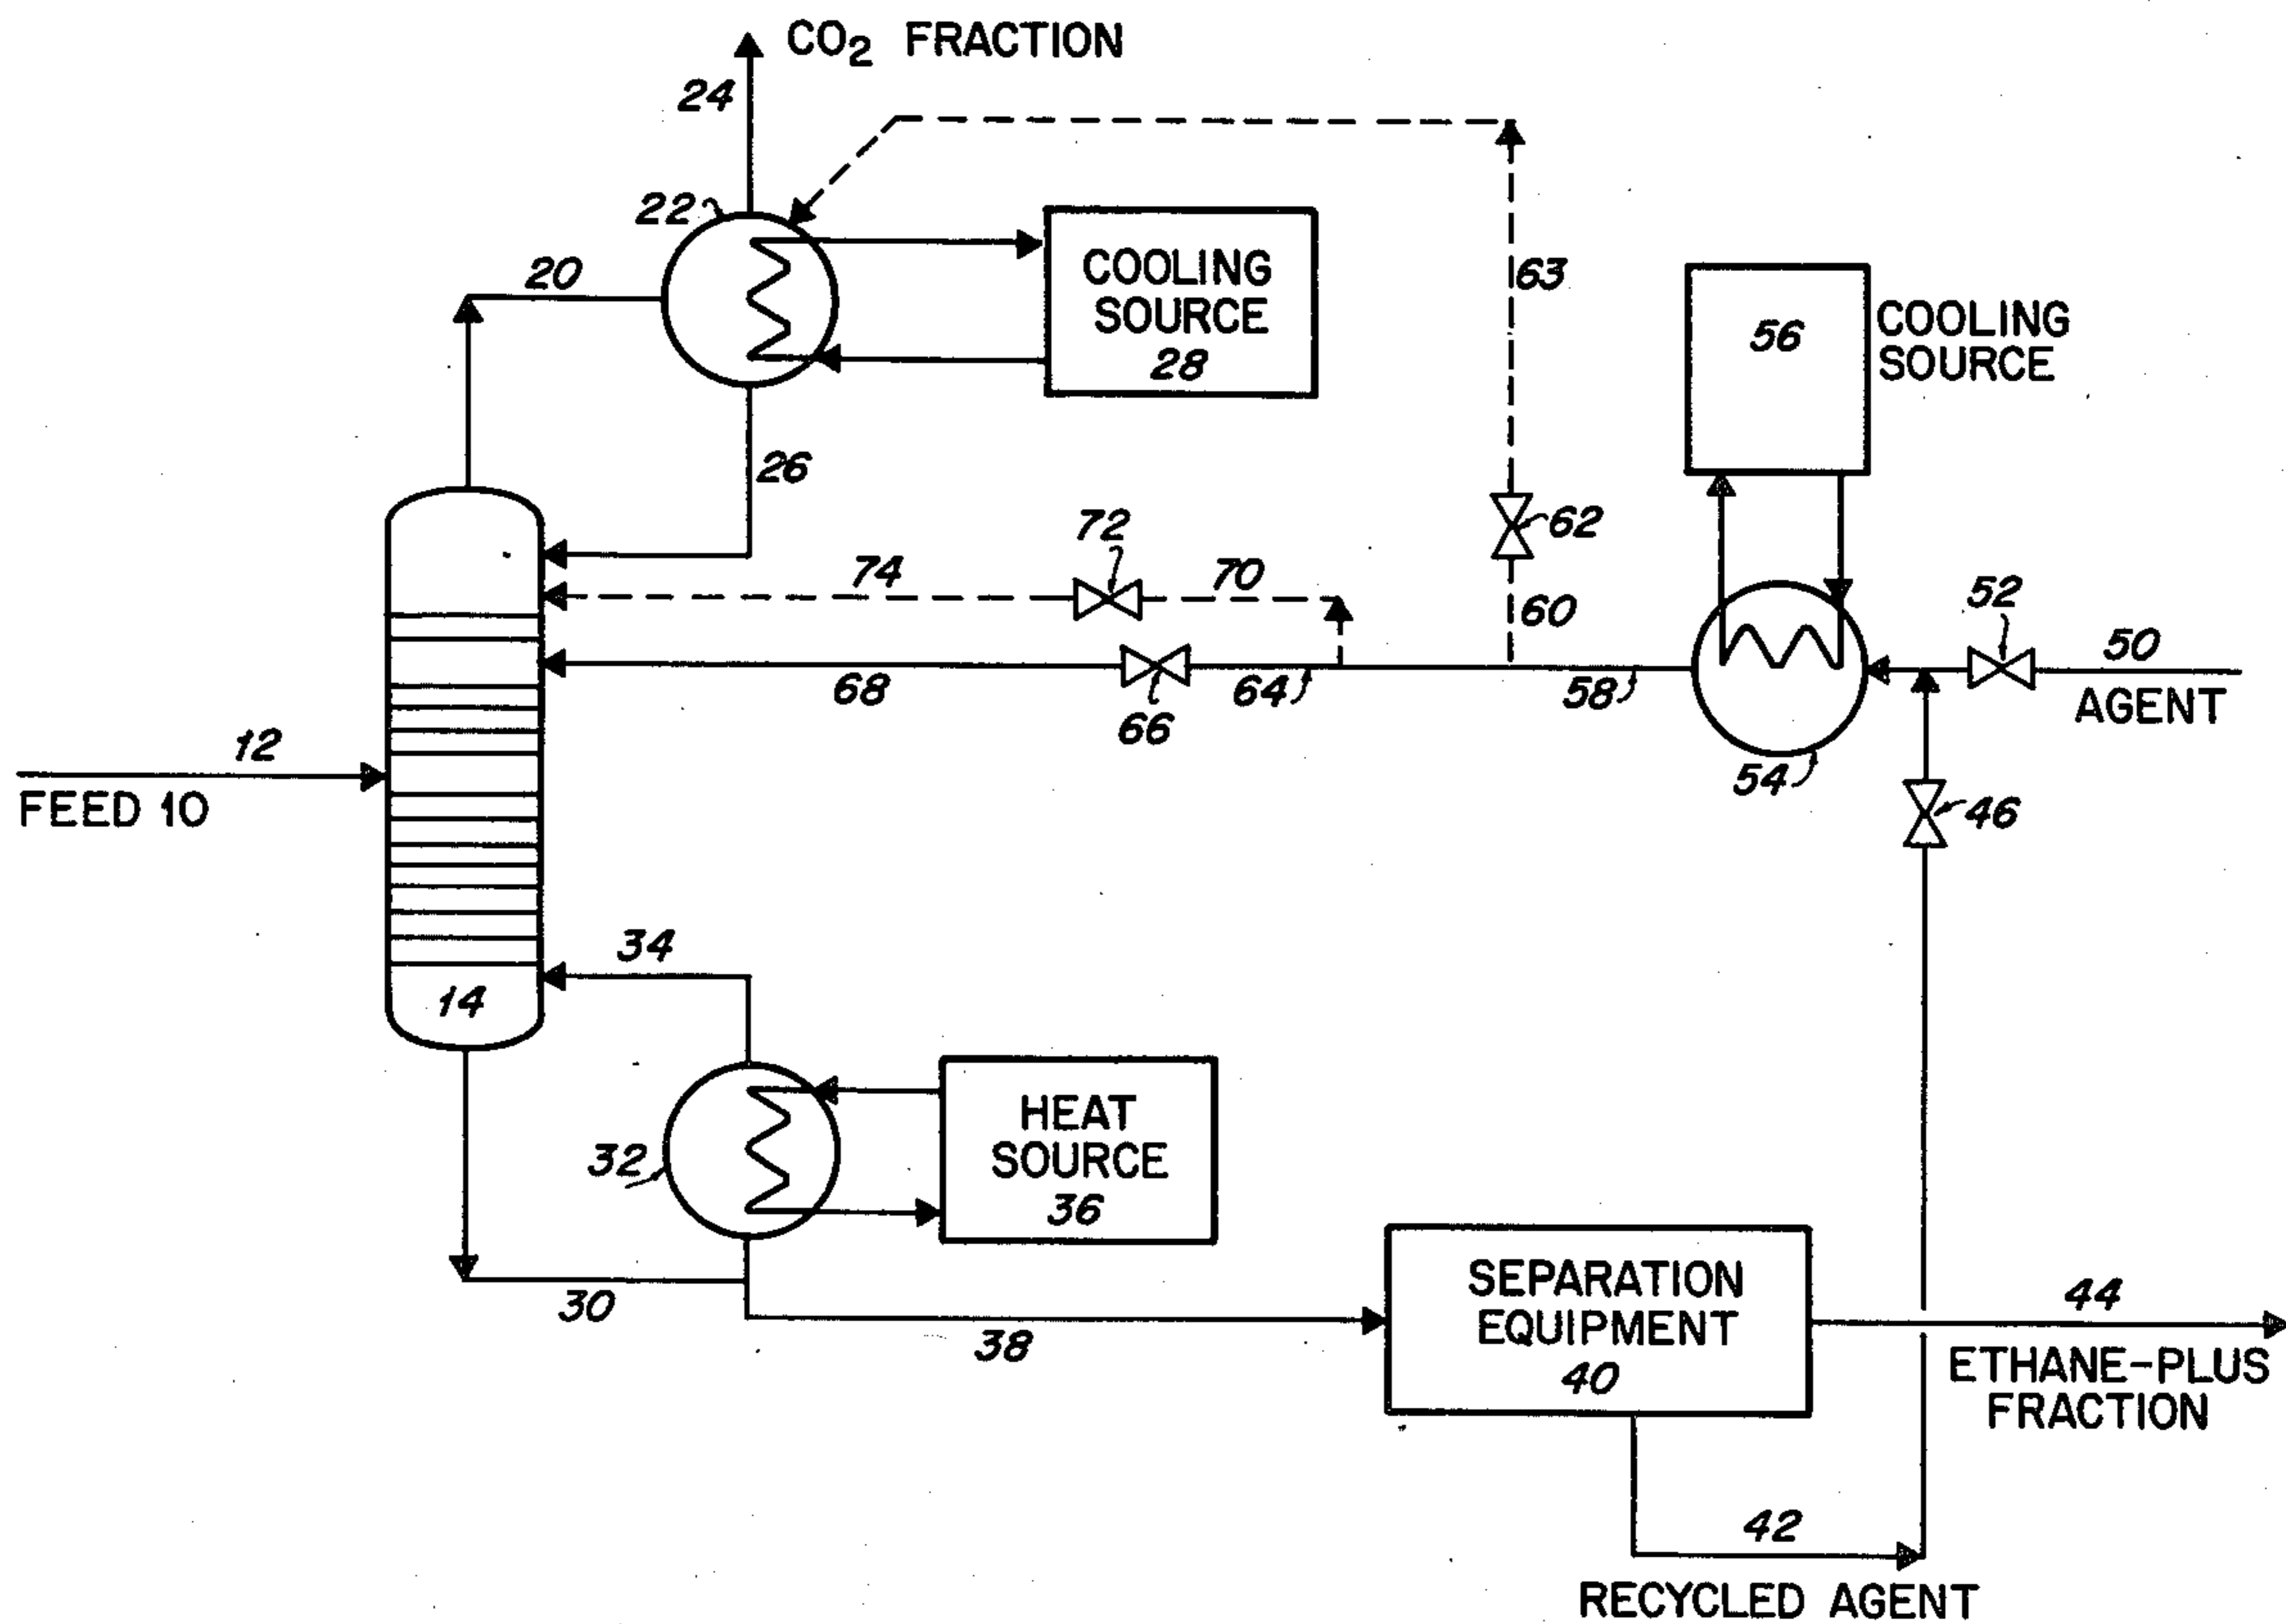 CO2 FRACTION
24
22
20
COOLING
SOURCE
28
63
56
COOLING
SOURCE
26
72
62
74
70
60
52
50
AGENT
68
66
64
58
54
12
FEED 10
46
34
14
32
HEAT
SOURCE
36
30
38
SEPARATION
EQUIPMENT
40
44
ETHANE-PLUS
FRACTION
42
RECYCLED AGENT